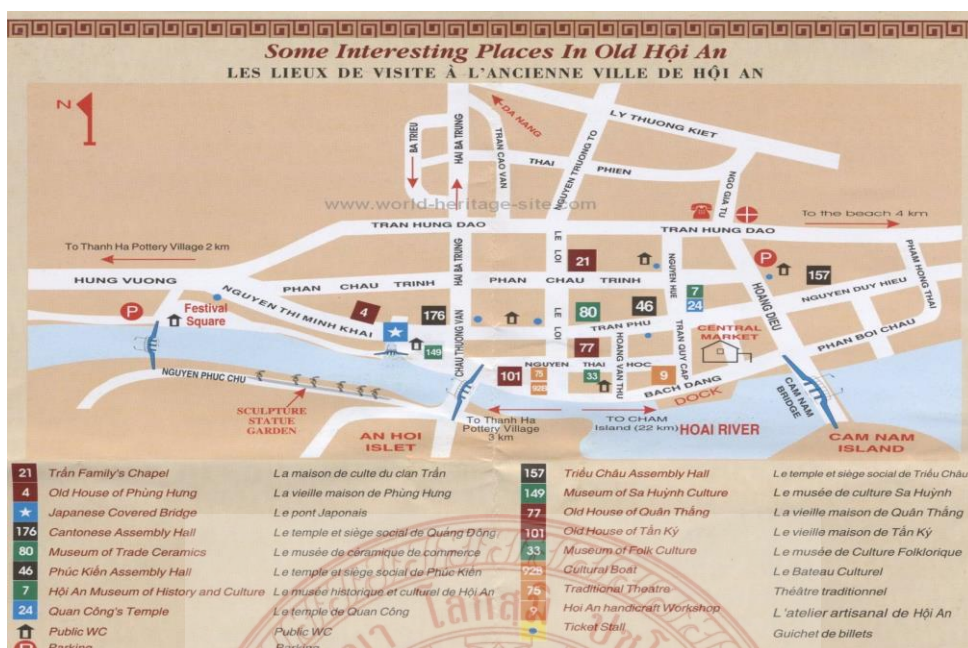 Some Interesting Places In Old Hội An
LES LIEUX DE VISITE À L'ANCIENNE VILLE DE HỘI AN
N
BA TRIEU
HAI BA TRUNG
DA NANG
TRAN CAO VAN
LY THUONG KIET
THAI PHIEN
NGUYEN TRUONG TO
NGO GIA TU
www.world-heritage-site.com
To the beach 4 km
TRAN HUNG DAO
TRAN HUNG DAO
To Thanh Ha Pottery Village 2 km
HUNG VUONG
LE LOI
21
P
157
PHAM HONG THAI
HAI BA TRUNG
PHAN CHAU TRINH
PHAN CHAU TRINH
NGUYEN HUE
7
24
HOANG DIEU
NGUYEN DUY HIEU
P
Festival Square
NGUYEN THI MINH KHAI
4
176
149
CHAU THUONG VAN
80
46
LE LOI
TRAN PHU
CENTRAL MARKET
PHAN BOI CHAU
77
HOANG VAN THU
TRAN QUY CAP
NGUYEN THAI HOC
101
75
928
33
9
BACH DANG
DOCK
NGUYEN PHUC CHU
SCULPTURE STATUE GARDEN
CAM NAM BRIDGE
AN HOI ISLET
To Thanh Ha Pottery Village 3 km
TO CHAM Island (22 km)
HOAI RIVER
CAM NAM ISLAND
21 Trần Family's Chapel La maison de culte du clan Trần
4 Old House of Phùng Hưng La vieille maison de Phùng Hưng
Japanese Covered Bridge Le pont Japonais
176 Cantonese Assembly Hall Le temple et siège social de Quảng Đông
80 Museum of Trade Ceramics Le musée de céramique de commerce
46 Phúc Kiến Assembly Hall Le temple et siège social de Phúc Kiến
7 Hội An Museum of History and Culture Le musée historique et culturel de Hội An
24 Quan Công's Temple Le temple de Quan Công
Public WC Public WC
P Parking Parking
157 Triều Châu Assembly Hall Le temple et siège social de Triều Châu
149 Museum of Sa Huỳnh Culture Le musée de culture Sa Huỳnh
77 Old House of Quân Thắng La vieille maison de Quân Thắng
101 Old House of Tấn Ký La vieille maison de Tấn Ký
33 Museum of Folk Culture Le musée de Culture Folklorique
928 Cultural Boat Le Bateau Culturel
75 Traditional Theatre Théâtre traditionnel
9 Hoi An handicraft Workshop L'atelier artisanal de Hội An
Ticket Stall Guichet de billets